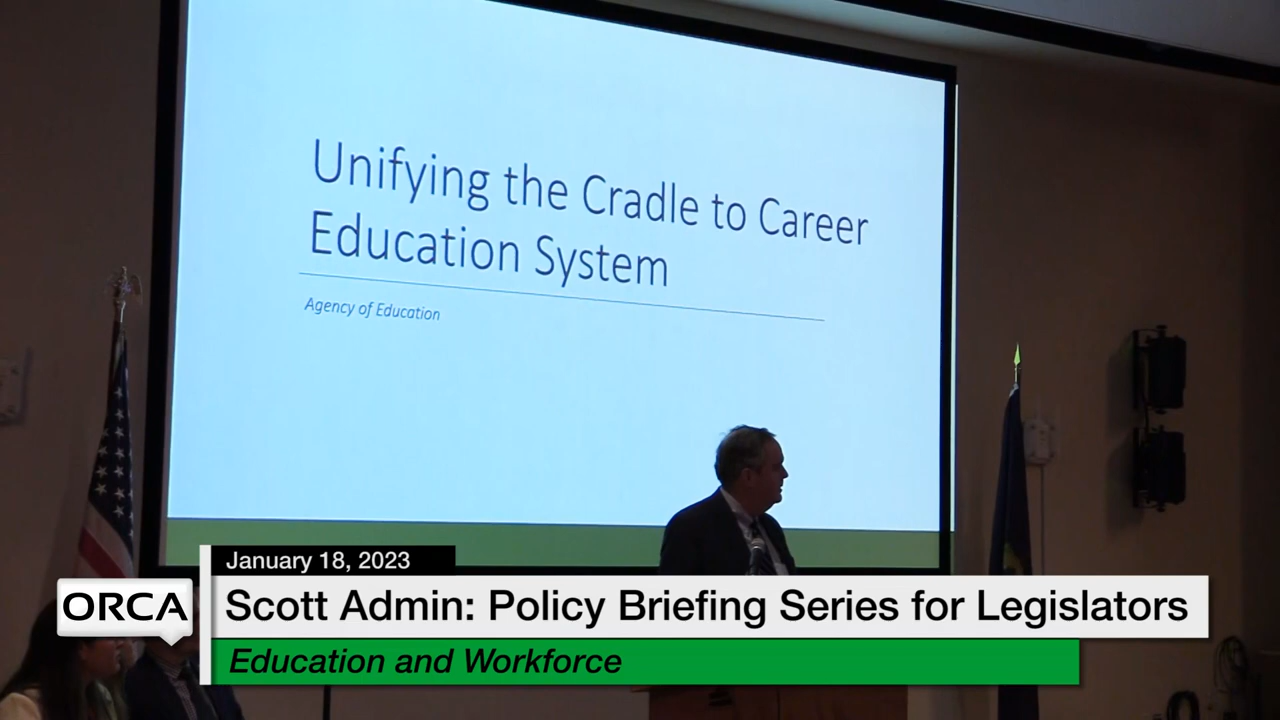 Unifying the Cradle to Career
Education System
Agency of Education
January 18, 2023
ORCA
Scott Admin: Policy Briefing Series for Legislators
Education and Workforce